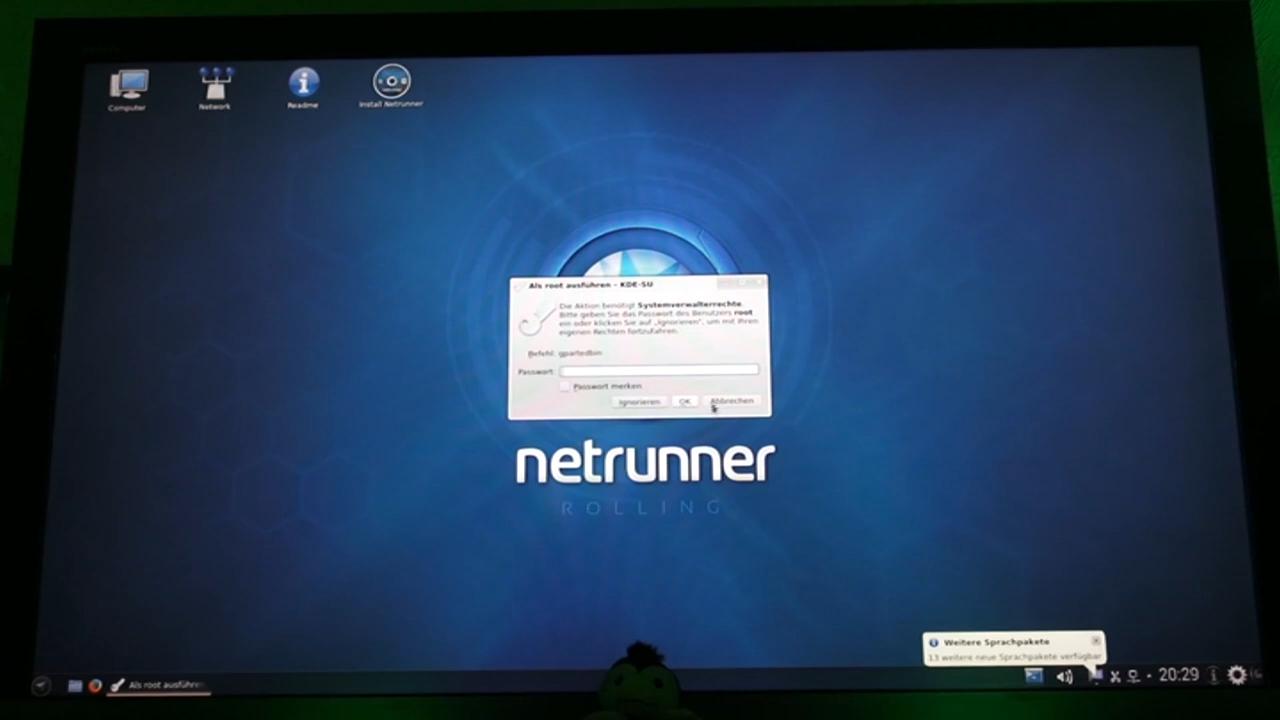 Computer
Network
Readme
Install Netrunner
Als root ausführen – KDE-SU
Die Aktion benötigt Systemverwalterrechte.
Bitte geben Sie das Passwort des Benutzers root
ein oder klicken Sie auf „Ignorieren“, um mit Ihren
eigenen Rechten fortzufahren.
Befehl: gpartedbin
Passwort:
Passwort merken
Ignorieren OK Abbrechen
netrunner
ROLLING
Weitere Sprachpakete
13 weitere neue Sprachpakete verfügbar
Als root ausführen
20:29